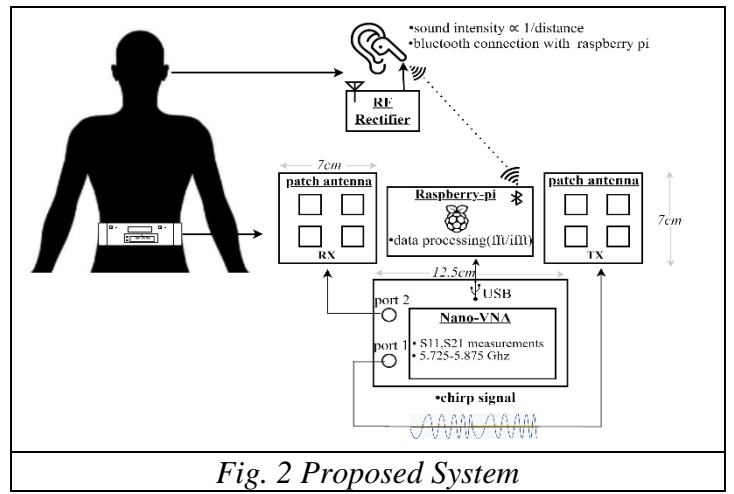 •sound intensity ∝ 1/distance
•bluctooth connection with raspberry pi
RF
Rectifier
7cm
patch antenna
RX
Raspberry-pi
•data processing(fft/ifft)
patch antenna
TX
7cm
12.5cm
USB
port 2
Nano-VNA
port 1
• S11,S21 measurements
• 5.725-5.875 Ghz
•chirp signal
Fig. 2 Proposed System